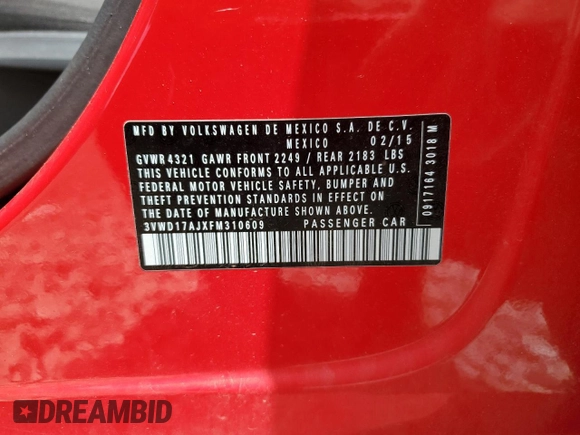 MFD BY VOLKSWAGEN DE MEXICO S.A. DE C.V.
MEXICO 02/15
GVWR 4321 GAWR FRONT 2249 / REAR 2183 LBS
THIS VEHICLE CONFORMS TO ALL APPLICABLE U.S.
FEDERAL MOTOR VEHICLE SAFETY, BUMPER AND
THEFT PREVENTION STANDARDS IN EFFECT ON
DATE OF MANUFACTURE SHOWN ABOVE.
3VWD17AJXFM310609 PASSENGER CAR
0917164 3018 M
DREAMBID